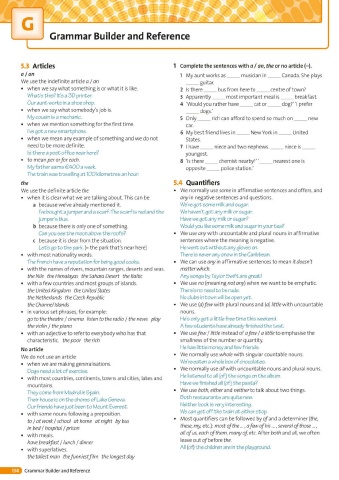 G
Grammar Builder and Reference
5.3 Articles
a / an
We use the indefinite article a / an
• when we say what something is or what it is like.
What's this? It's a 3D printer.
Our aunt works in a shoe shop.
• when we say what somebody's job is.
My cousin is a mechanic.
• when we mention something for the first time.
I've got a new smartphone.
• when we mean any example of something and we do not
need to be more definite.
Is there a post office near here?
• to mean per or for each.
My father earns €400 a week.
The train was travelling at 100 kilometres an hour.
the
We use the definite article the
• when it is clear what we are talking about. This can be
a because we've already mentioned it.
I've bought a jumper and a scarf. The scarf is red and the
jumper's blue.
b because there is only one of something.
Can you see the moon above the roofs?
c because it is clear from the situation.
Let's go to the park. (= the park that's near here)
• with most nationality words.
The French have a reputation for being good cooks.
• with the names of rivers, mountain ranges, deserts and seas.
the Nile the Himalayas the Sahara Desert the Baltic
• with a few countries and most groups of islands.
the United Kingdom the United States
the Netherlands the Czech Republic
the Channel Islands
• in various set phrases, for example:
go to the theatre / cinema listen to the radio / the news play
the violin / the piano
• with an adjective to refer to everybody who has that
characteristic. the poor the rich
No article
We do not use an article
• when we are making generalisations.
Dogs need a lot of exercise.
• with most countries, continents, towns and cities, lakes and
mountains.
They come from Madrid in Spain.
Their house is on the shores of Lake Geneva.
Our friends have just been to Mount Everest.
• with some nouns following a preposition.
to / at work / school at home at night by bus
in bed / hospital / prison
• with meals.
have breakfast / lunch / dinner
• with superlatives.
the tallest man the funniest film the longest day
1 Complete the sentences with a / an, the or no article (–).
1 My aunt works as _____ musician in _____ Canada. She plays
_____ guitar.
2 Is there _____ bus from here to _____ centre of town?
3 Apparently _____ most important meal is _____ breakfast.
4 'Would you rather have _____ cat or _____ dog?' 'I prefer
_____ dogs.'
5 Only _____ rich can afford to spend so much on _____ new
car.
6 My best friend lives in _____ New York in _____ United
States.
7 I have _____ niece and two nephews. _____ niece is _____
youngest.
8 'Is there _____ chemist nearby?' '_____ nearest one is
opposite _____ police station.'
5.4 Quantifiers
• We normally use some in affirmative sentences and offers, and
any in negative sentences and questions.
We've got some milk and sugar.
We haven't got any milk or sugar.
Have we got any milk or sugar?
Would you like some milk and sugar in your tea?
• We use any with uncountable and plural nouns in affirmative
sentences where the meaning is negative.
He went out without any gloves on.
There is never any snow in the Caribbean.
• We can use any in affirmative sentences to mean it doesn't
matter which.
Any songs by Taylor Swift are great!
• We use no (meaning not any) when we want to be emphatic.
There's no need to be rude.
No clubs in town will be open yet.
• We use (a) few with plural nouns and (a) little with uncountable
nouns.
He's only got a little free time this weekend.
A few students have already finished the test.
• We use few / little instead of a few / a little to emphasise the
smallness of the number or quantity.
He has little money and few friends.
• We normally use whole with singular countable nouns.
We've eaten a whole box of chocolates.
• We normally use all with uncountable nouns and plural nouns.
He listened to all (of) the songs on the album.
Have we finished all (of) the pasta?
• We use both, either and neither to talk about two things.
Both restaurants are quite near.
Neither book is very interesting.
We can get off the train at either stop.
• Most quantifiers can be followed by of and a determiner (the,
these, my, etc.): most of the ..., a few of his ..., several of those ...,
all of us, each of them, many of, etc. After both and all, we often
leave out of before the.
All (of) the children are in the playground.
136 Grammar Builder and Reference